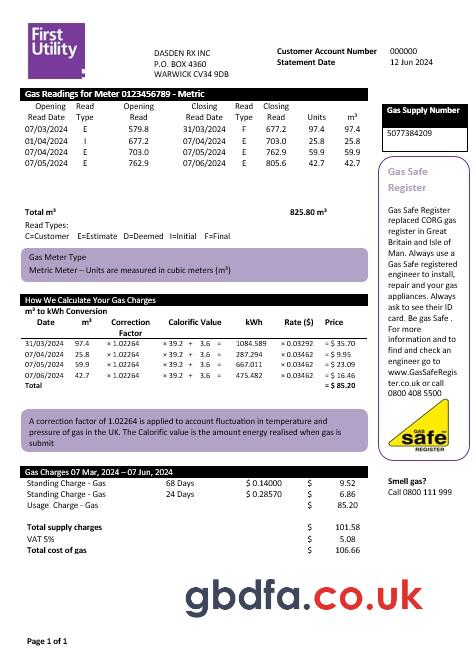 First
Utility
DASDEN RX INC
P.O. BOX 4360
WARWICK CV34 9DB
Customer Account Number 000000
Statement Date 12 Jun 2024
Gas Readings for Meter 0123456789 - Metric
Opening Read Opening Closing Read Closing
Read Date Type Read Read Date Type Read Units m³
07/03/2024 E 579.8 31/03/2024 F 677.2 97.4 97.4
01/04/2024 I 677.2 07/04/2024 E 703.0 25.8 25.8
07/04/2024 E 703.0 07/05/2024 E 762.9 59.9 59.9
07/05/2024 E 762.9 07/06/2024 E 805.6 42.7 42.7
Total m³ 825.80 m³
Read Types:
C=Customer E=Estimate D=Deemed I=Initial F=Final
Gas Meter Type
Metric Meter – Units are measured in cubic meters (m³)
How We Calculate Your Gas Charges
m³ to kWh Conversion
Date m³ Correction Calorific Value kWh Rate ($) Price
Factor
31/03/2024 97.4 × 1.02264 × 39.2 ÷ 3.6 = 1084.589 × 0.03292 = $ 35.70
07/04/2024 25.8 × 1.02264 × 39.2 ÷ 3.6 = 287.294 × 0.03462 = $ 9.95
07/05/2024 59.9 × 1.02264 × 39.2 ÷ 3.6 = 667.011 × 0.03462 = $ 23.09
07/06/2024 42.7 × 1.02264 × 39.2 ÷ 3.6 = 475.482 × 0.03462 = $ 16.46
Total = $ 85.20
A correction factor of 1.02264 is applied to account fluctuation in temperature and
pressure of gas in the UK. The Calorific value is the amount energy realised when gas is
submit
Gas Charges 07 Mar, 2024 – 07 Jun, 2024
Standing Charge - Gas 68 Days $ 0.14000 $ 9.52
Standing Charge - Gas 24 Days $ 0.28570 $ 6.86
Usage Charge - Gas $ 85.20
Total supply charges $ 101.58
VAT 5% $ 5.08
Total cost of gas $ 106.66
Gas Supply Number
5077384209
Gas Safe
Register
Gas Safe Register
replaced CORG gas
register in Great
Britain and Isle of
Man. Always use a
Gas Safe registered
engineer to install,
repair and your gas
appliances. Always
ask to see their ID
card. Be gas Safe .
For more
information and to
find and check an
engineer go to
www.GasSafeRegis
ter.co.uk or call
0800 408 5500
Gas
safe
REGISTER
Smell gas?
Call 0800 111 999
gbdfa.co.uk
Page 1 of 1